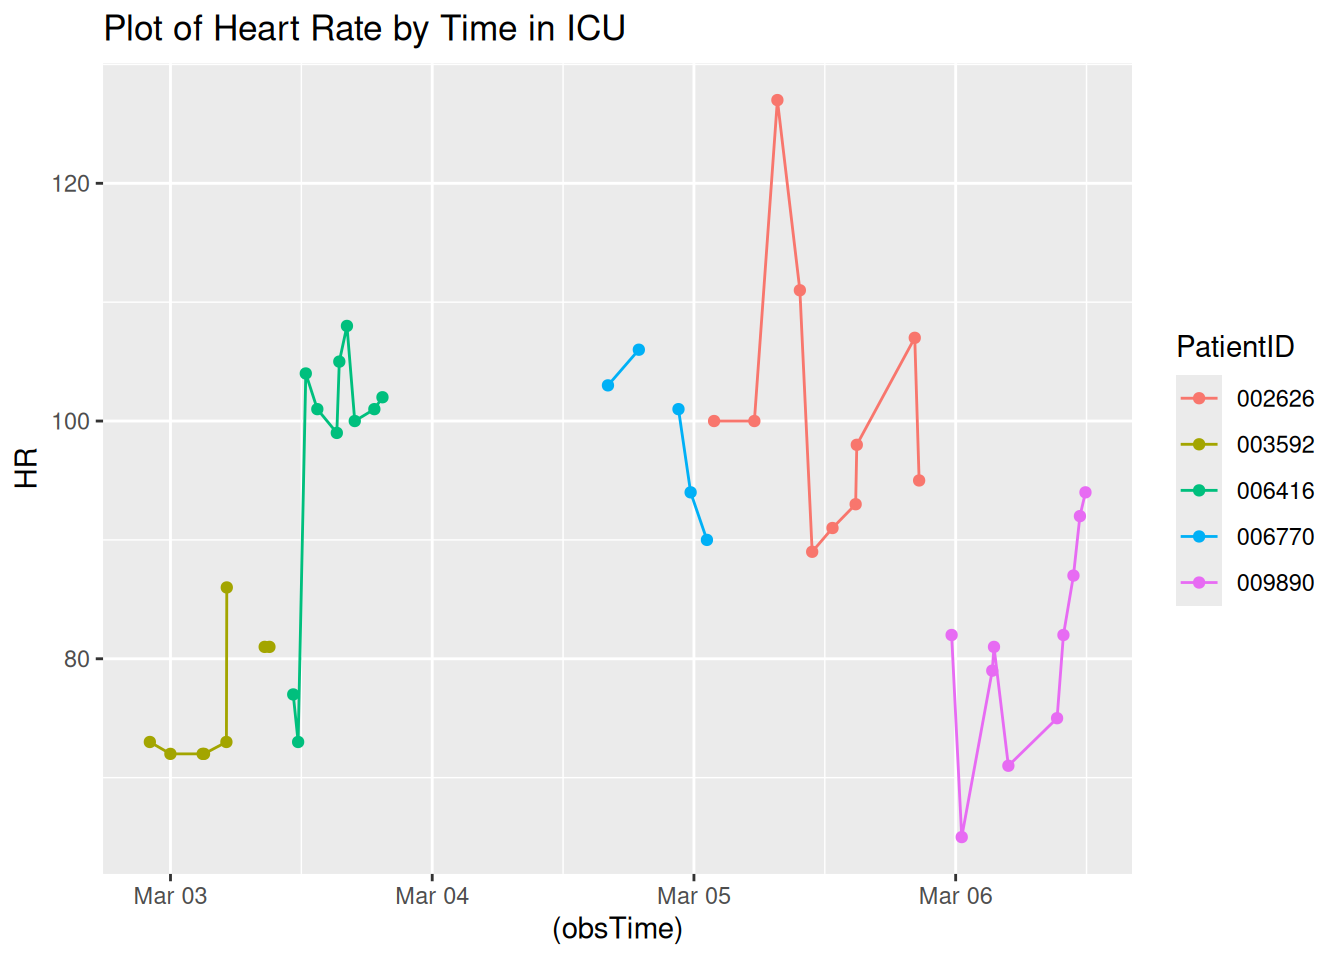 Plot of Heart Rate by Time in ICU
HR
120
100
80
Mar 03
Mar 04
Mar 05
Mar 06
(obsTime)
PatientID
002626
003592
006416
006770
009890